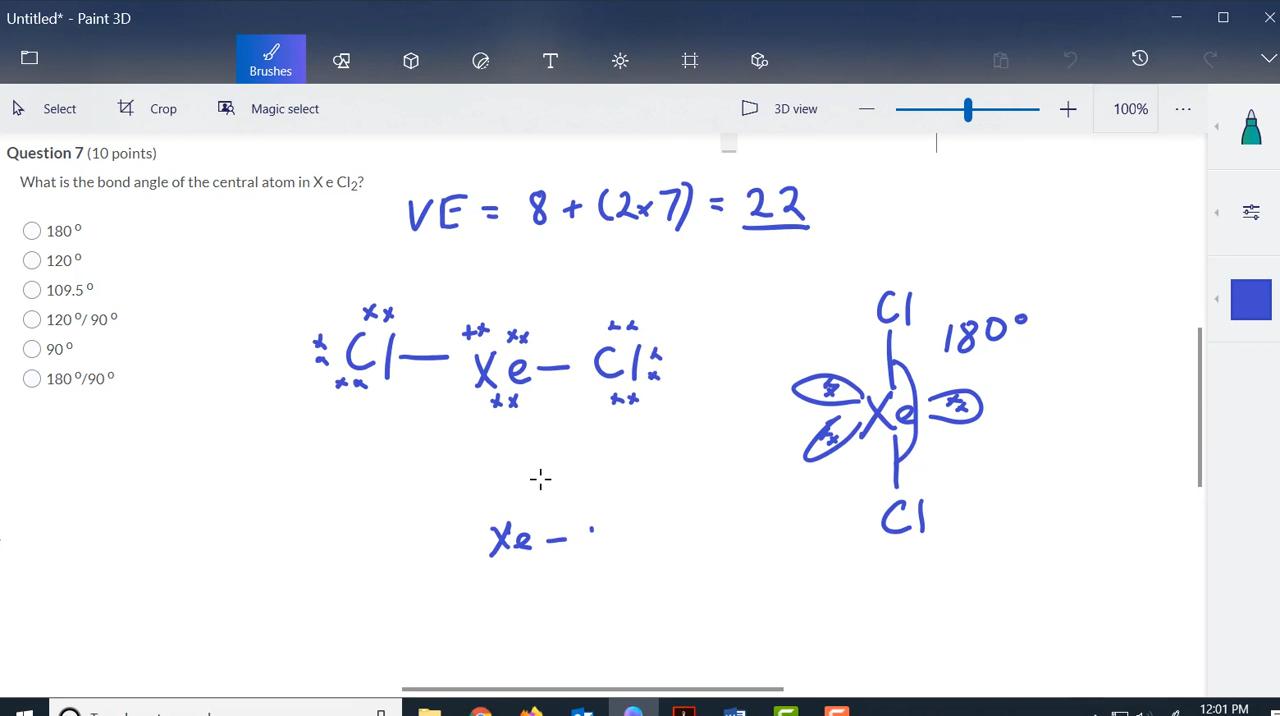 Untitled* - Paint 3D
Brushes
Select
Crop
Magic select
3D view
100%
Question 7 (10 points)
What is the bond angle of the central atom in X e Cl₂?
180 º
120 º
109.5 º
120 º/ 90 º
90 º
180 º/90 º
VE = 8 + (2x7) = 22
Cl — Xe — Cl
Cl
180°
Xe
Cl
Xe -
12:01 PM